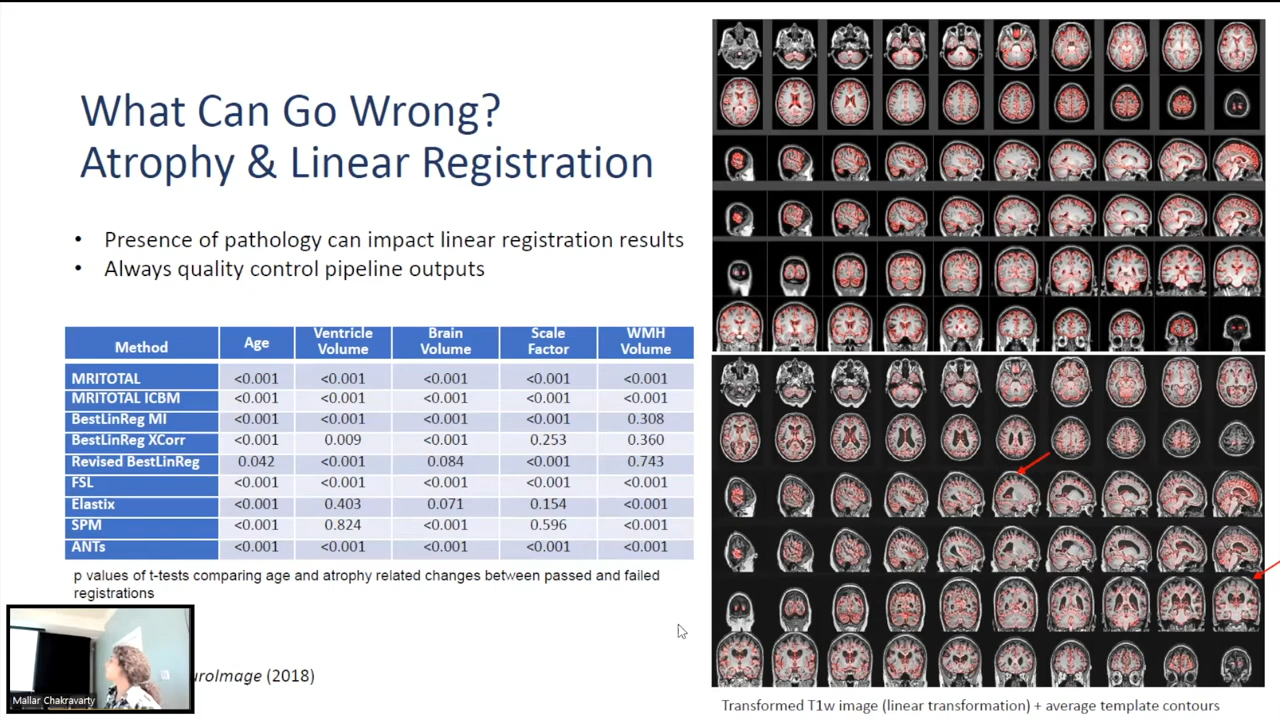 What Can Go Wrong?
Atrophy & Linear Registration
• Presence of pathology can impact linear registration results
• Always quality control pipeline outputs
Method Age Ventricle Volume Brain Volume Scale Factor WMH Volume
MRITOTAL <0.001 <0.001 <0.001 <0.001 <0.001
MRITOTAL ICBM <0.001 <0.001 <0.001 <0.001 <0.001
BestLinReg MI <0.001 <0.001 <0.001 <0.001 0.308
BestLinReg XCorr <0.001 0.009 <0.001 0.253 0.360
Revised BestLinReg 0.042 <0.001 0.084 <0.001 0.743
FSL <0.001 <0.001 <0.001 <0.001 <0.001
Elastix <0.001 0.403 0.071 0.154 <0.001
SPM <0.001 0.824 <0.001 0.596 <0.001
ANTs <0.001 <0.001 <0.001 <0.001 <0.001
p values of t-tests comparing age and atrophy related changes between passed and failed
registrations
uroImage (2018)
Mallar Chakravarty
Transformed T1w image (linear transformation) + average template contours